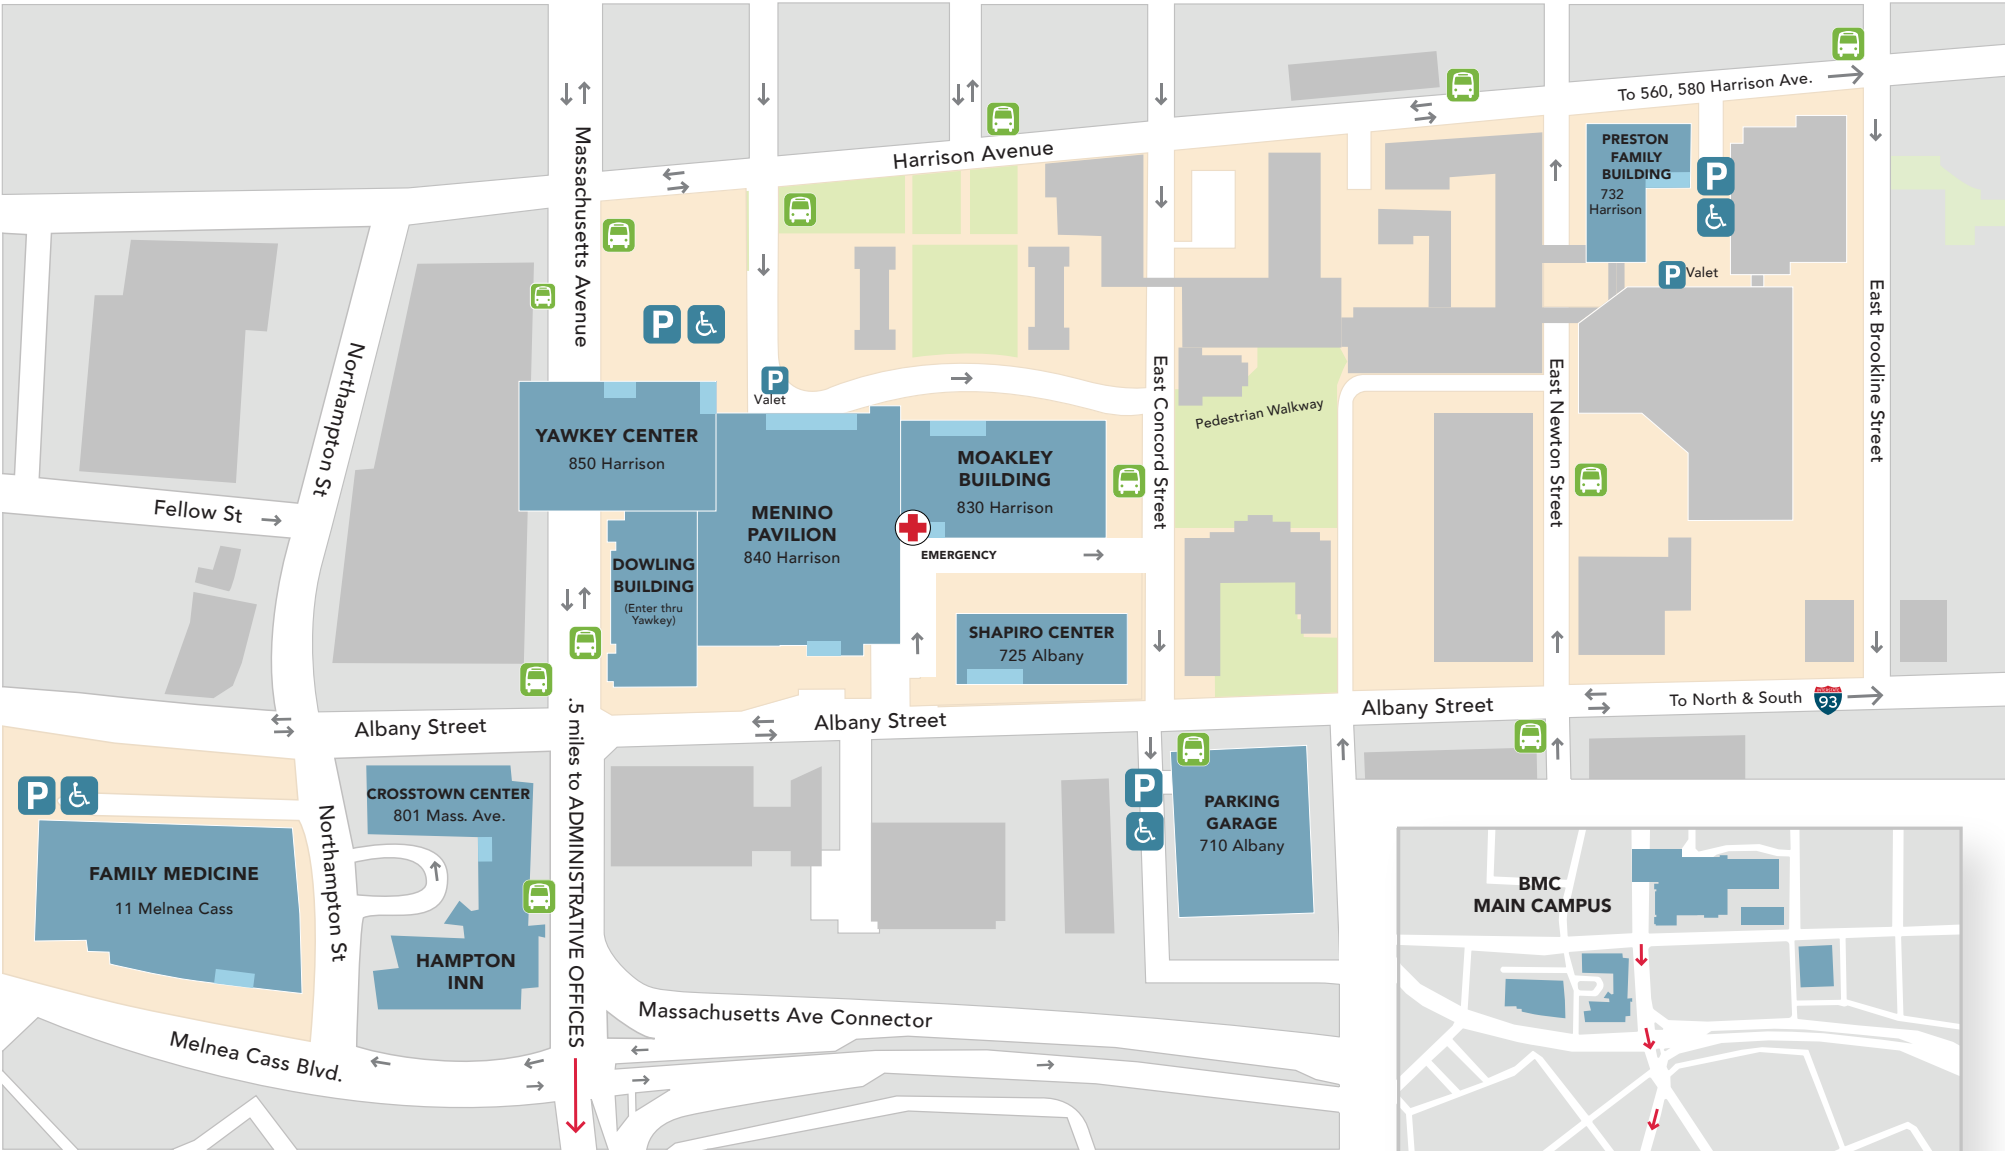 To 560, 580 Harrison Ave.
Harrison Avenue
Massachusetts Avenue
PRESTON
FAMILY
BUILDING
732
Harrison
P
P
Valet
P
P
Valet
East Brookline Street
Northampton St
East Concord Street
East Newton Street
Pedestrian Walkway
YAWKEY CENTER
850 Harrison
MOAKLEY
BUILDING
830 Harrison
MENINO
PAVILION
840 Harrison
Fellow St
EMERGENCY
DOWLING
BUILDING
(Enter thru
Yawkey)
SHAPIRO CENTER
725 Albany
Albany Street
Albany Street
Albany Street
To North & South
93
.5 miles to ADMINISTRATIVE OFFICES
P
CROSSTOWN CENTER
801 Mass. Ave.
P
PARKING
GARAGE
710 Albany
FAMILY MEDICINE
11 Melnea Cass
Northampton St
HAMPTON
INN
BMC
MAIN CAMPUS
Massachusetts Ave Connector
Melnea Cass Blvd.